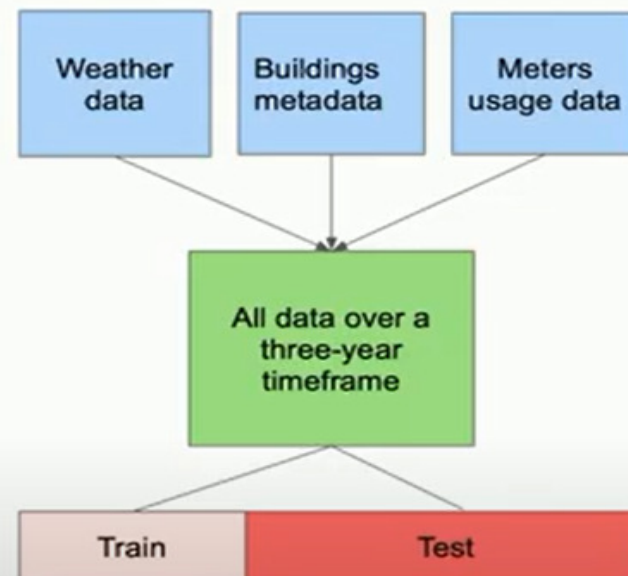 Weather
data
Buildings
metadata
Meters
usage data
All data over a
three-year
timeframe
Train
Test